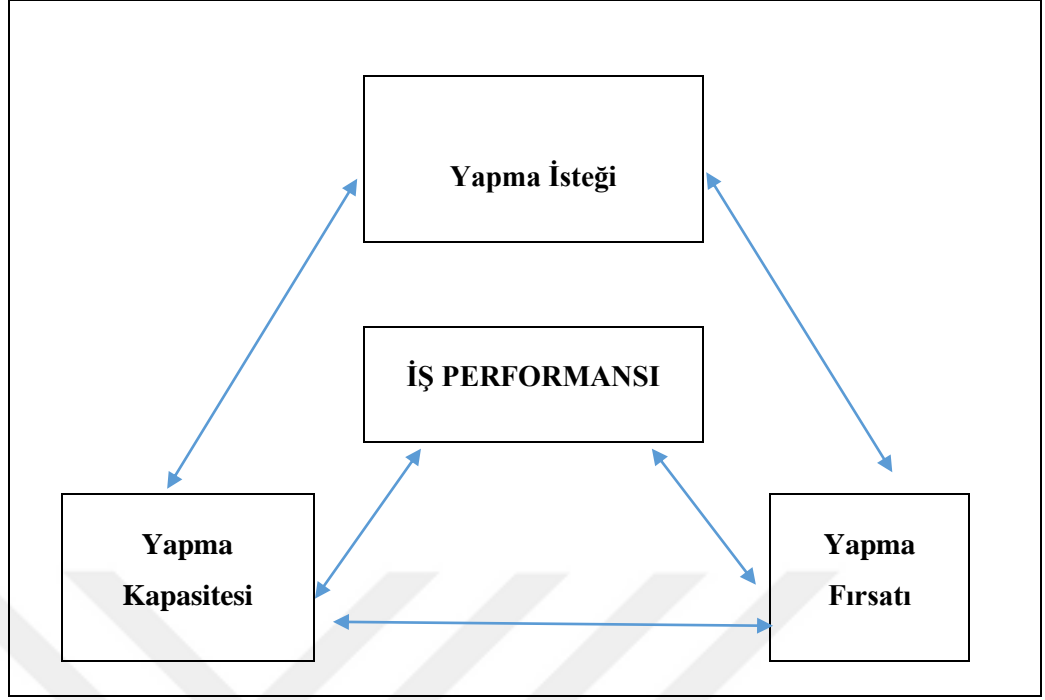 Yapma İsteği
İŞ PERFORMANSI
Yapma
Kapasitesi
Yapma
Fırsatı